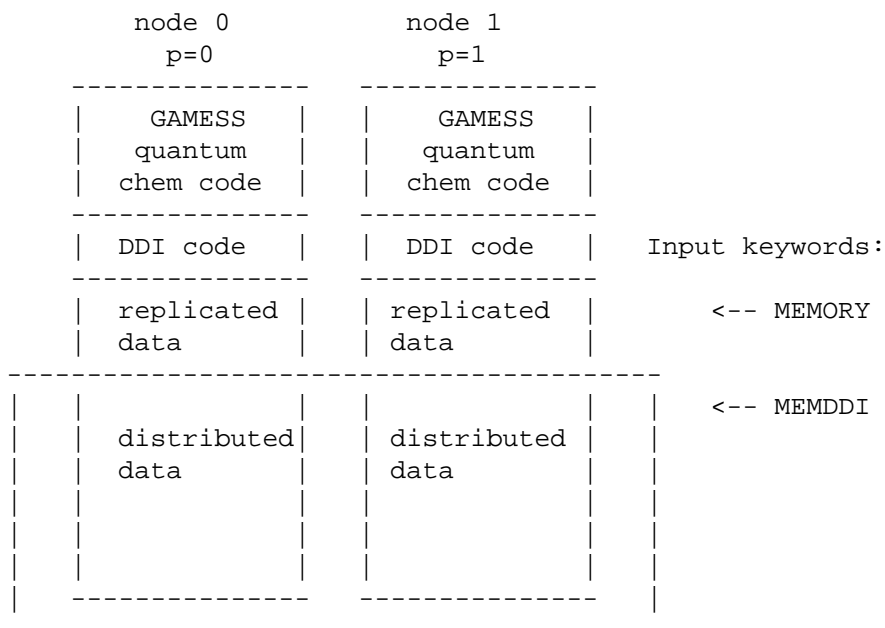 node 0 node 1
p=0 p=1
--------------- ---------------
| GAMESS | | GAMESS |
| quantum | | quantum |
| chem code | | chem code |
--------------- ---------------
| DDI code | | DDI code | Input keywords:
--------------- ---------------
| replicated | | replicated | <-- MEMORY
| data | | data |
-----------------------------------------
| | | | | | <-- MEMDDI
| | distributed| | distributed | |
| | data | | data | |
| | | | | |
| | | | | |
| | | | | |
| --------------- --------------- |